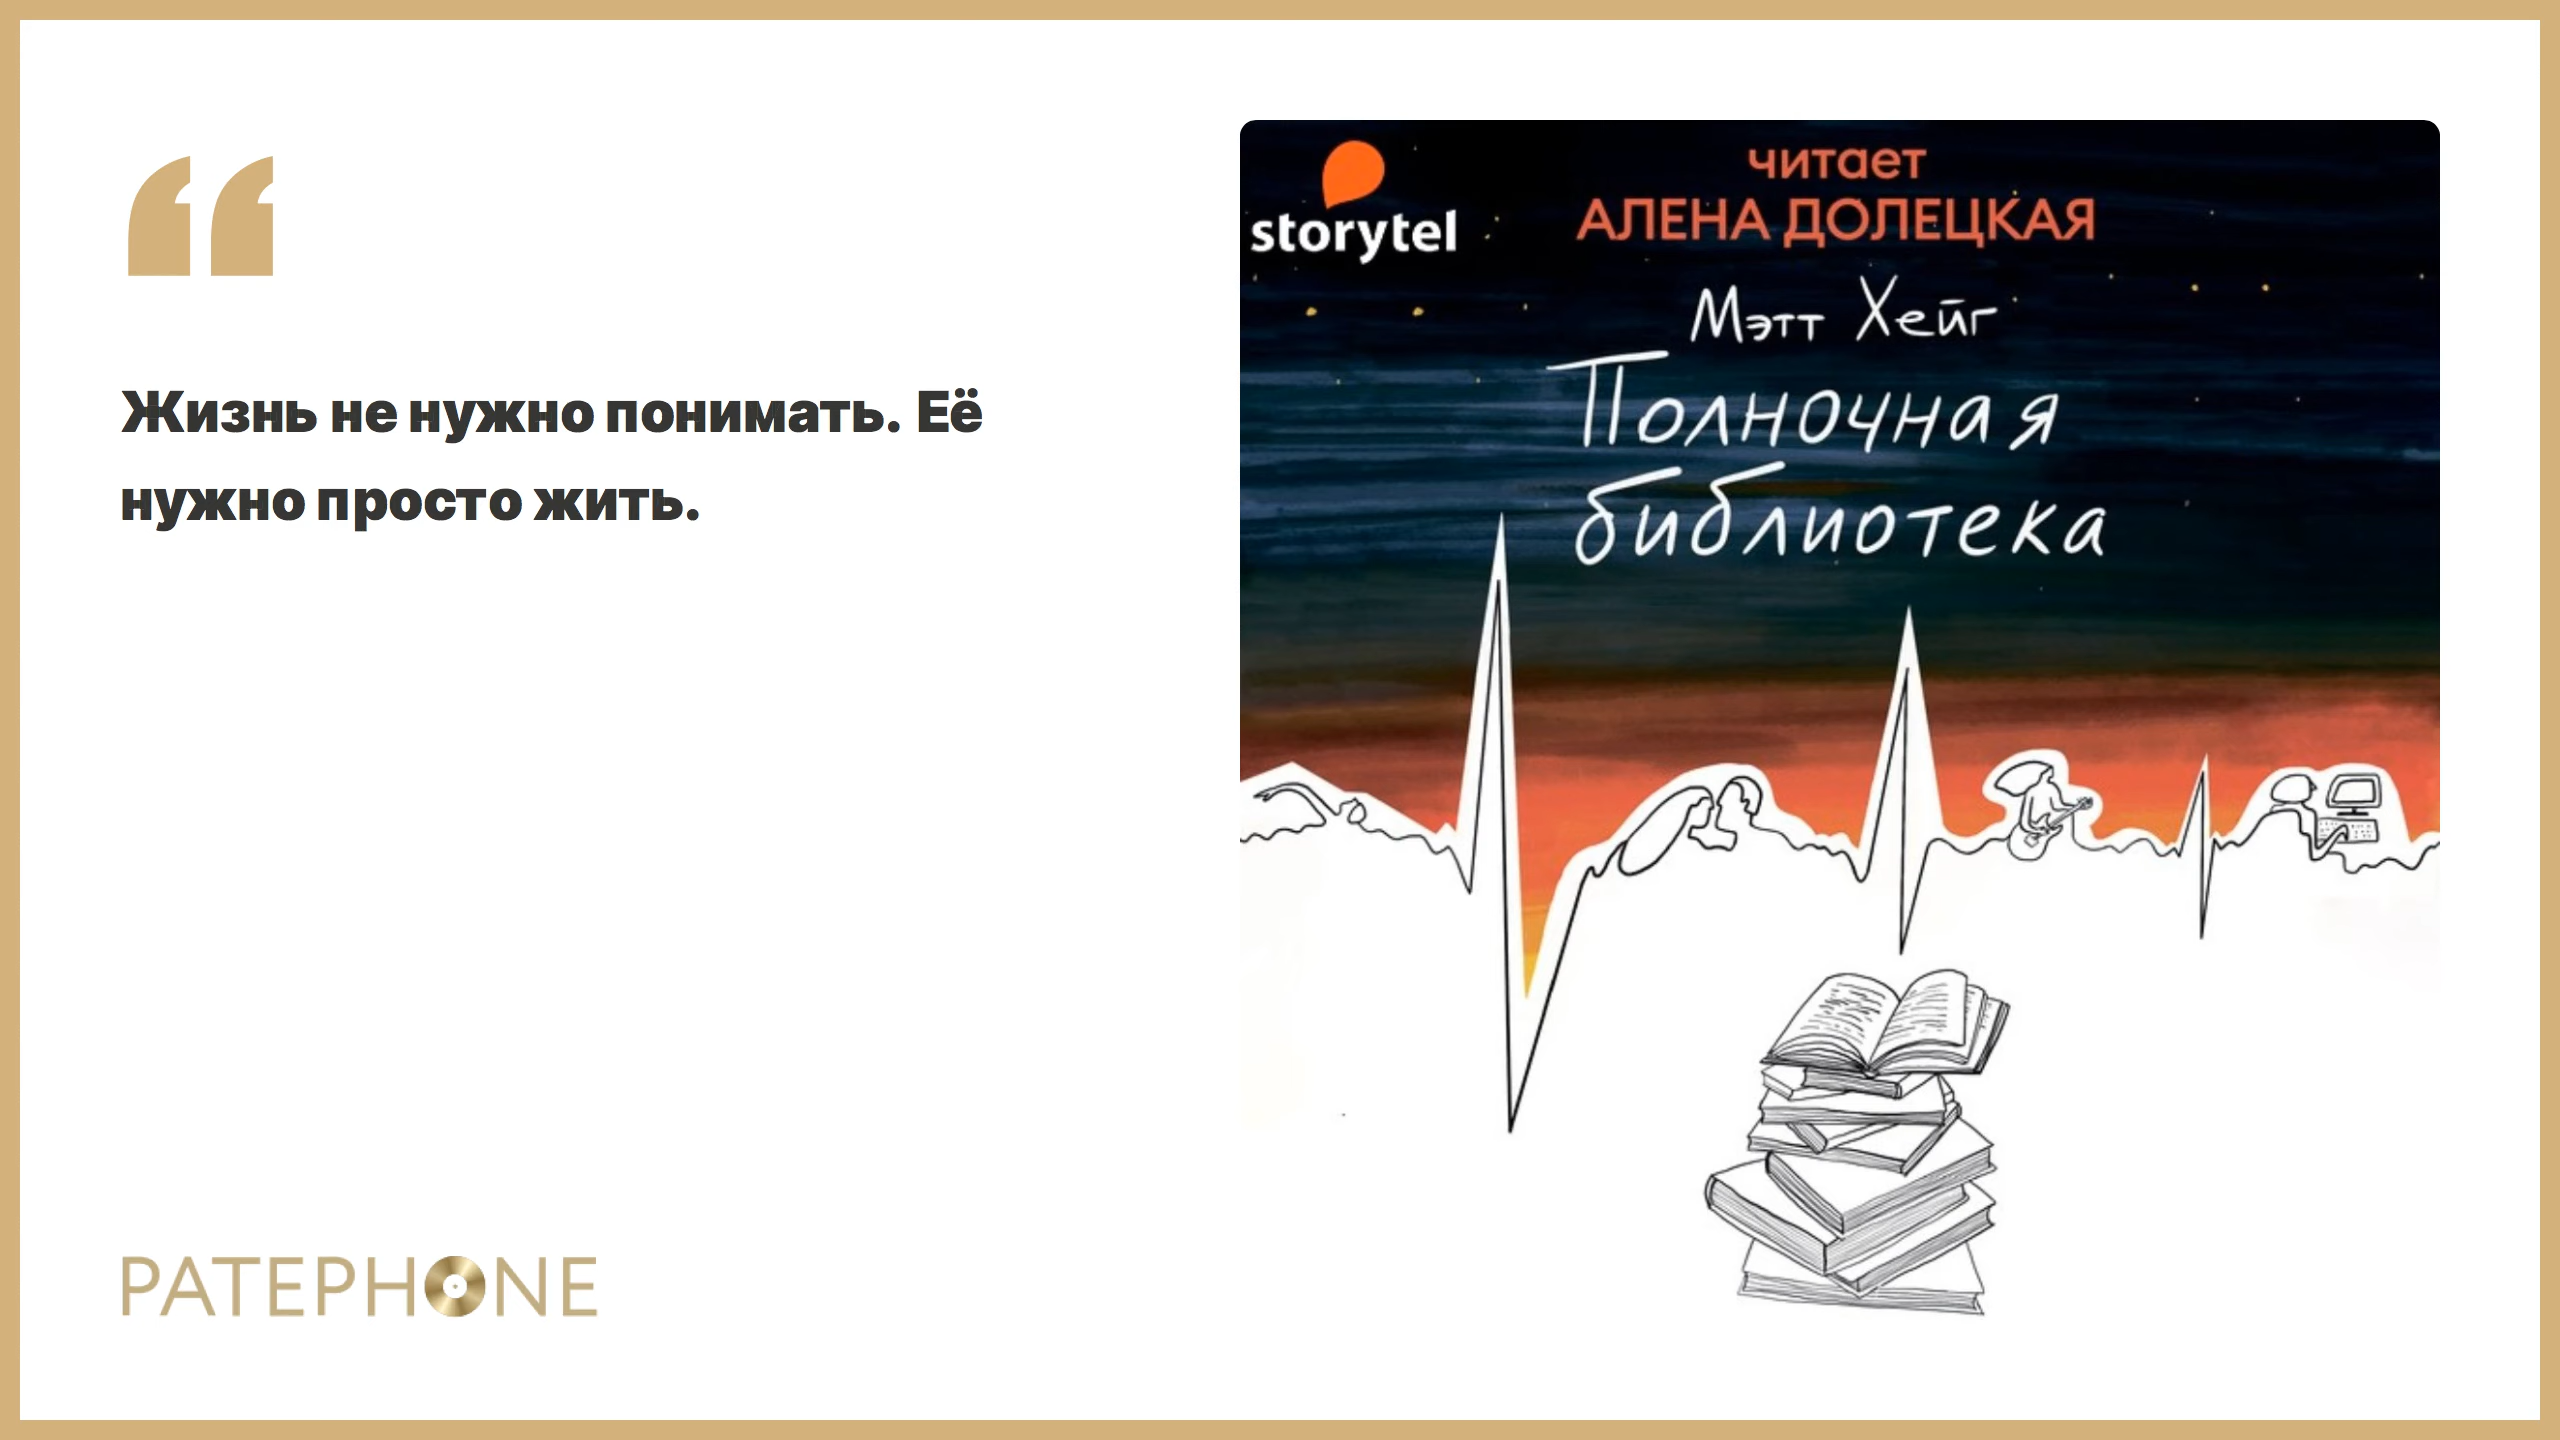 “
Жизнь не нужно понимать. Её
нужно просто жить.
PATEPHONE
storytel
читает
АЛЕНА ДОЛЕЦКАЯ
Мэтт Хейг
Полночная
библиотека